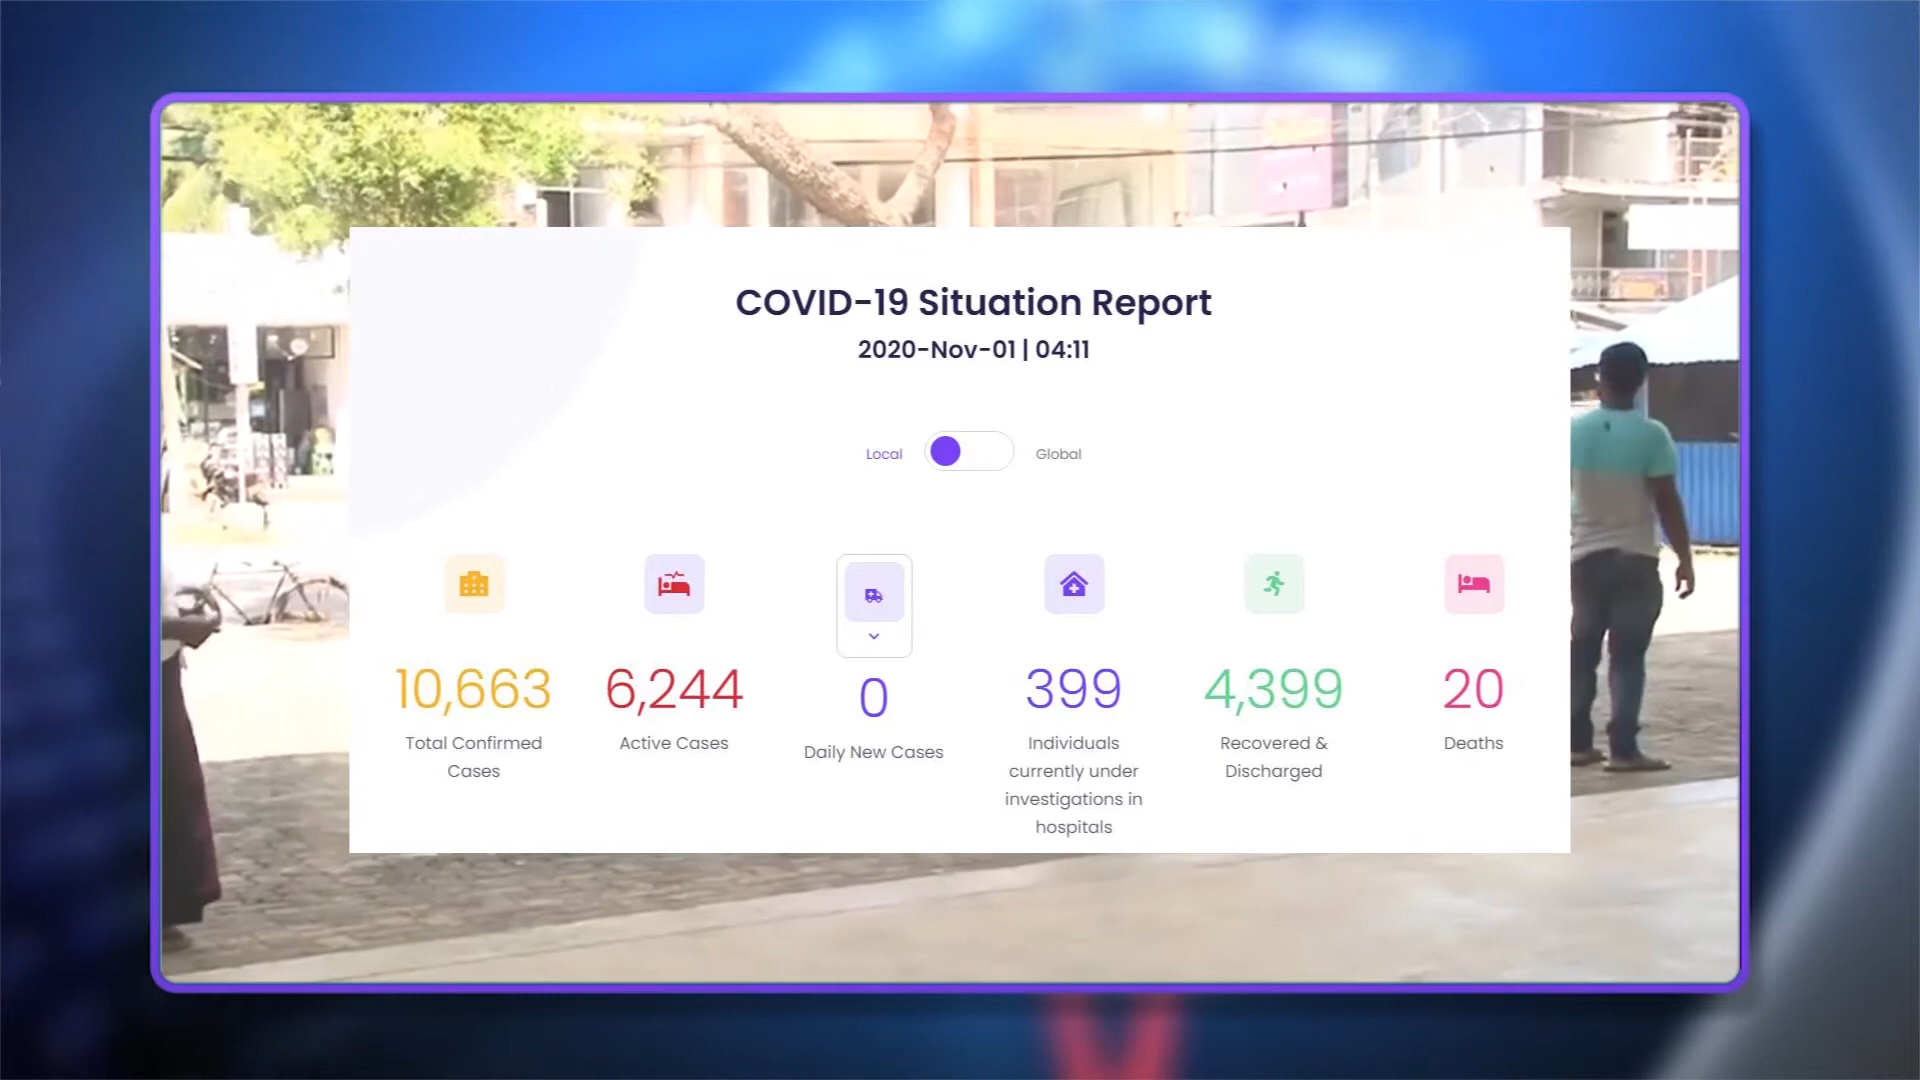 COVID-19 Situation Report
2020-Nov-01 | 04:11
Local
Global
10,663
Total Confirmed
Cases
6,244
Active Cases
0
Daily New Cases
399
Individuals
currently under
investigations in
hospitals
4,399
Recovered &
Discharged
20
Deaths